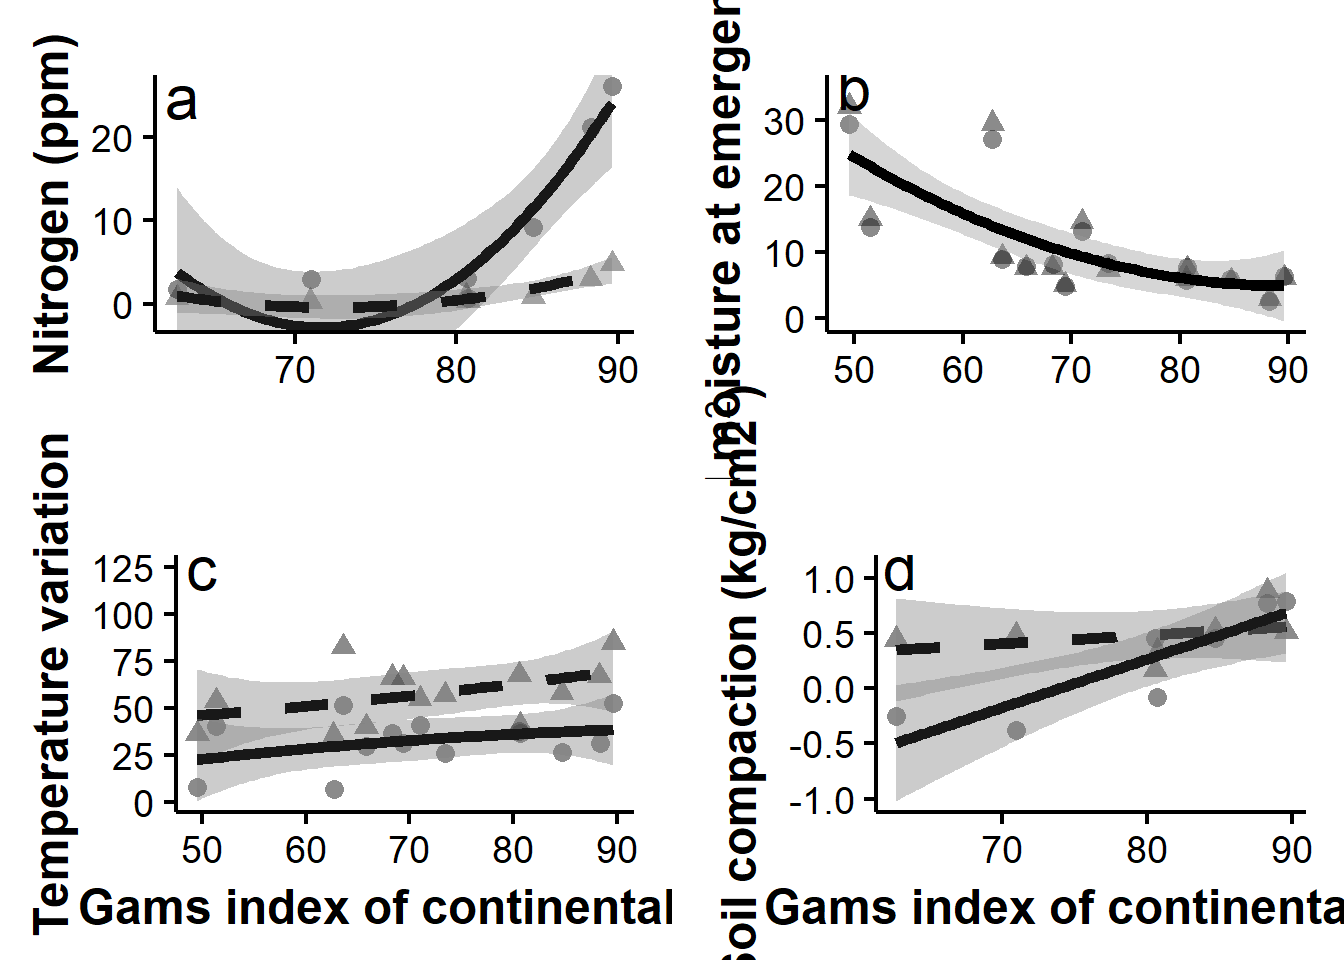 Nitrogen (ppm)
a
20
10
0
70 80 90
moisture at emerger
b
30
20
10
0
50 60 70 80 90
Temperature variation
c
125
100
75
50
25
0
50 60 70 80 90
Gams index of continental
Soil compaction (kg/cm2)
d
1.0
0.5
0.0
-0.5
-1.0
70 80 90
Gams index of continenta